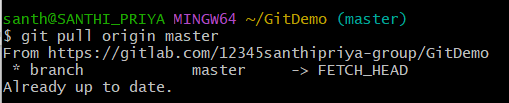 santh@SANTHI_PRIYA MINGW64 ~/GitDemo (master)
$ git pull origin master
From https://gitlab.com/12345santhipriya-group/GitDemo
 * branch            master     -> FETCH_HEAD
Already up to date.